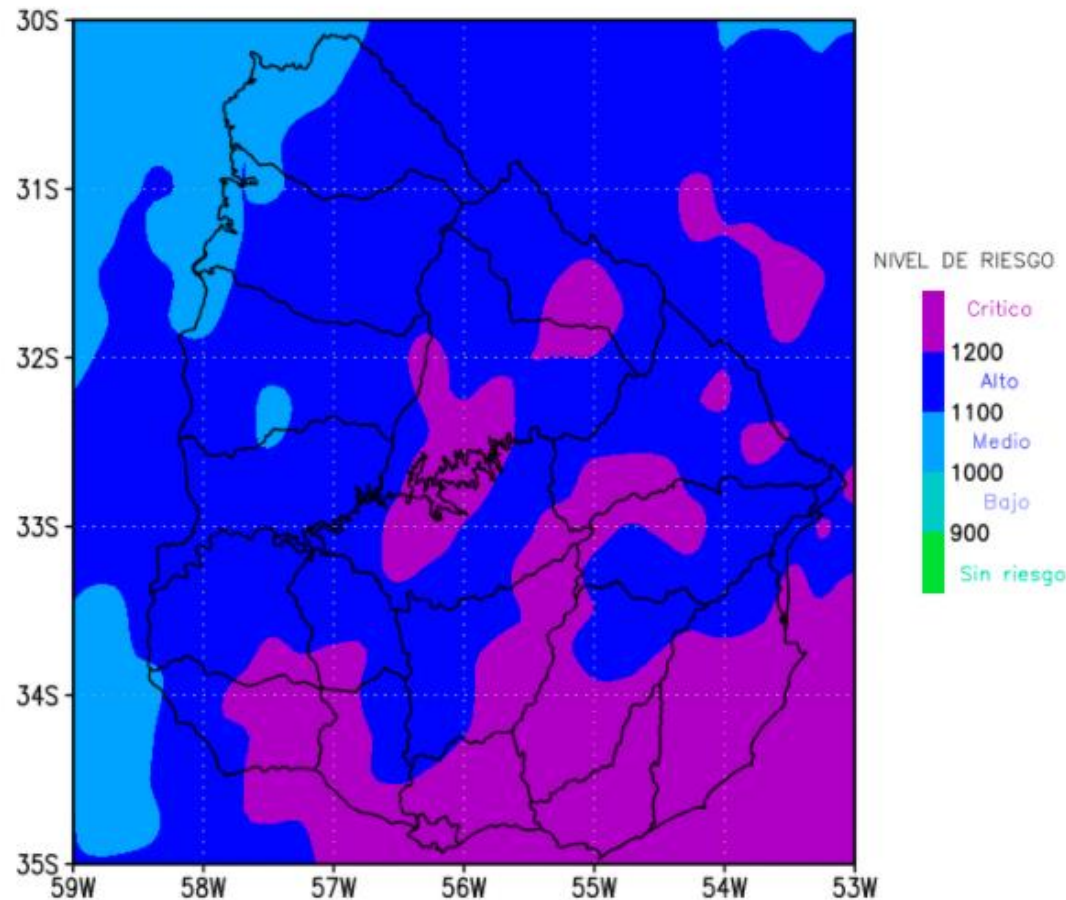 30S
31S
32S
33S
34S
35S
59W
58W
57W
56W
55W
54W
53W
NIVEL DE RIESGO
Critico
1200
Alto
1100
Medio
1000
Bajo
900
Sin riesgo